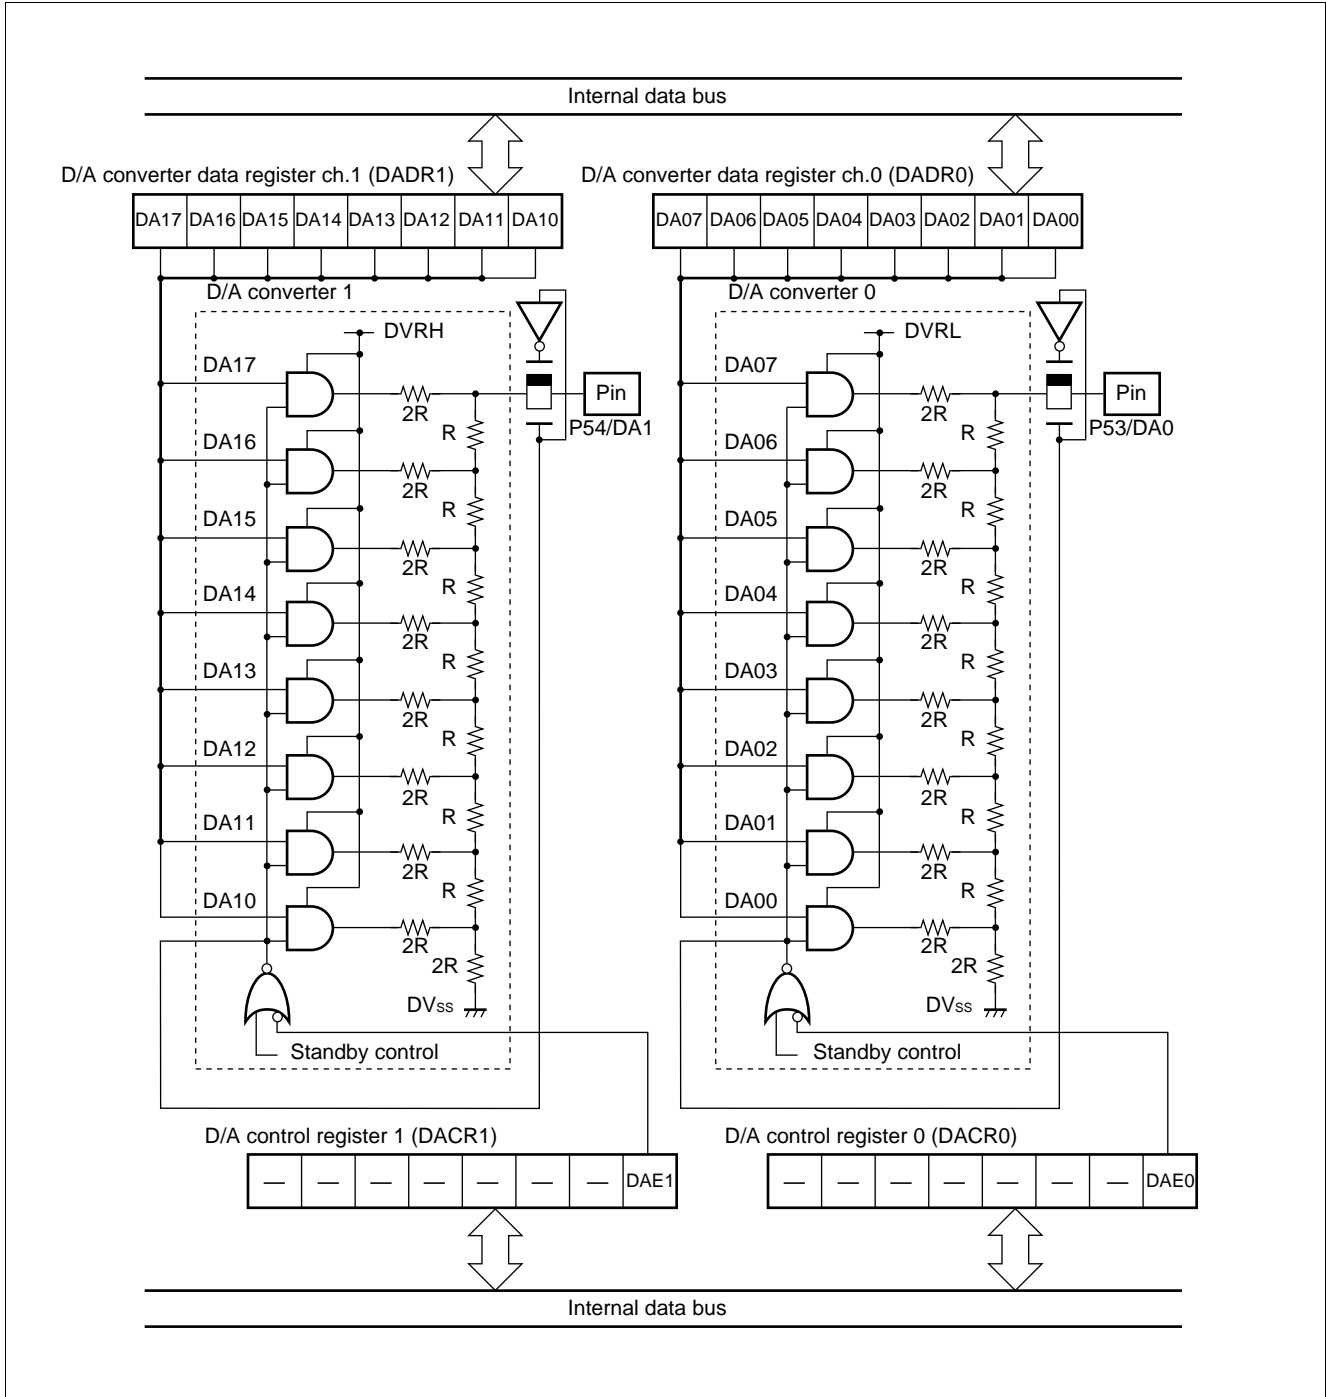 Internal data bus
D/A converter data register ch.1 (DADR1)
D/A converter data register ch.0 (DADR0)
DA17 DA16 DA15 DA14 DA13 DA12 DA11 DA10
DA07 DA06 DA05 DA04 DA03 DA02 DA01 DA00
D/A converter 1
DVRH
DA17
2R
R
Pin
P54/DA1
DA16
2R
R
DA15
2R
R
DA14
2R
R
DA13
2R
R
DA12
2R
R
DA11
2R
R
DA10
2R
2R
DVSS
Standby control
D/A converter 0
DVRL
DA07
2R
R
Pin
P53/DA0
DA06
2R
R
DA05
2R
R
DA04
2R
R
DA03
2R
R
DA02
2R
R
DA01
2R
R
DA00
2R
2R
DVSS
Standby control
D/A control register 1 (DACR1)
— — — — — — — DAE1
D/A control register 0 (DACR0)
— — — — — — — DAE0
Internal data bus